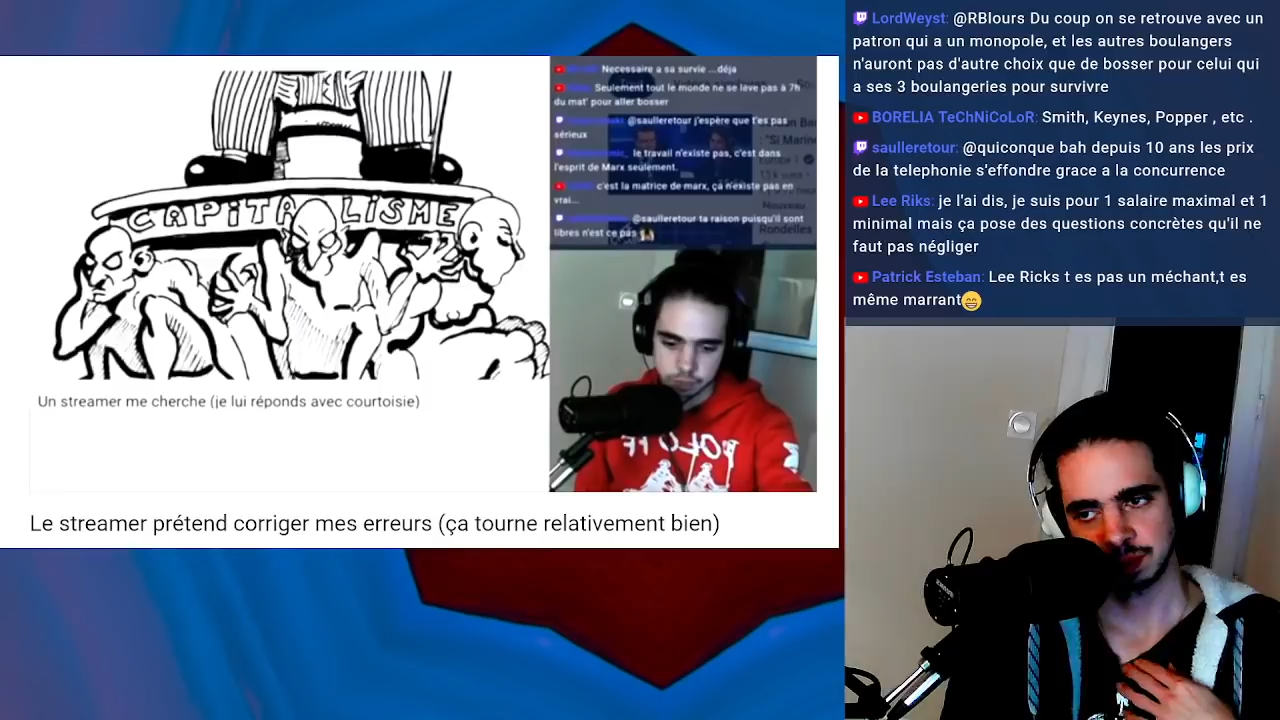 CAPITALISME
Necessaire a sa survie ...déja
Seulement tout le monde ne se lève pas à 7h
du mat' pour aller bosser
@saulleretour j'espère que t'es pas
sérieux
le travail n'existe pas, c'est dans
l'esprit de Marx seulement.
c'est la matrice de marx, ça n'existe pas en
vrai...
@saulleretour ta raison puisqu'il sont
libres n'est ce pas
Nouveau
Rondelles
POLO FF
Un streamer me cherche (je lui réponds avec courtoisie)
Le streamer prétend corriger mes erreurs (ça tourne relativement bien)
LordWeyst: @RBlours Du coup on se retrouve avec un
patron qui a un monopole, et les autres boulangers
n'auront pas d'autre choix que de bosser pour celui qui
a ses 3 boulangeries pour survivre
BORELIA TeChNiCoLoR: Smith, Keynes, Popper , etc .
saulleretour: @quiconque bah depuis 10 ans les prix
de la telephonie s'effondre grace a la concurrence
Lee Riks: je l'ai dis, je suis pour 1 salaire maximal et 1
minimal mais ça pose des questions concrètes qu'il ne
faut pas négliger
Patrick Esteban: Lee Ricks t es pas un méchant,t es
même marrant😄